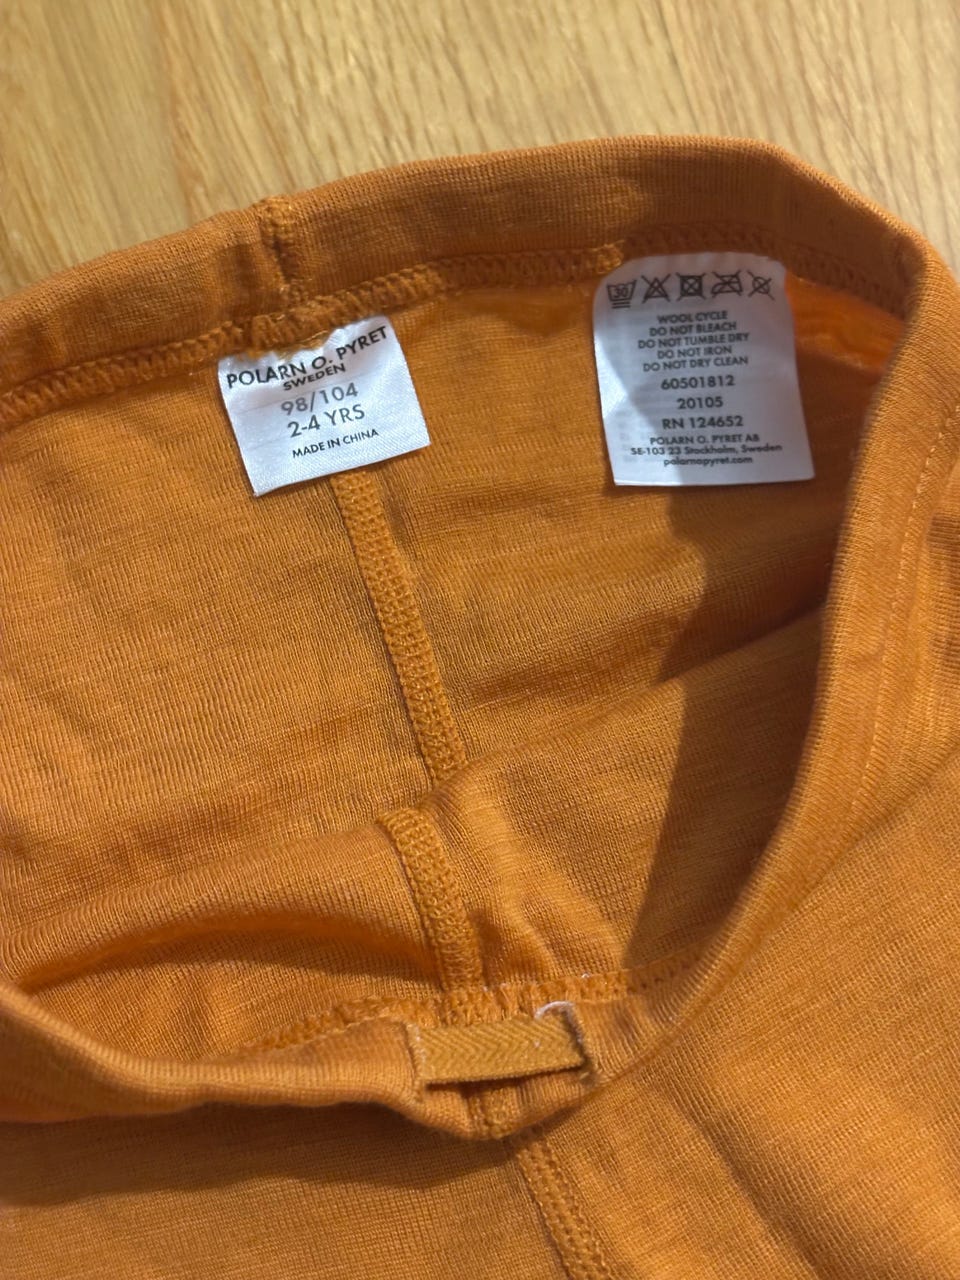 POLARN O. PYRET
SWEDEN
98/104
2-4 YRS
MADE IN CHINA
30
WOOL CYCLE
DO NOT BLEACH
DO NOT TUMBLE DRY
DO NOT IRON
DO NOT DRY CLEAN
60501812
20105
RN 124652
POLARN O. PYRET AB
SE-103 23 Stockholm, Sweden
polarnopyret.com